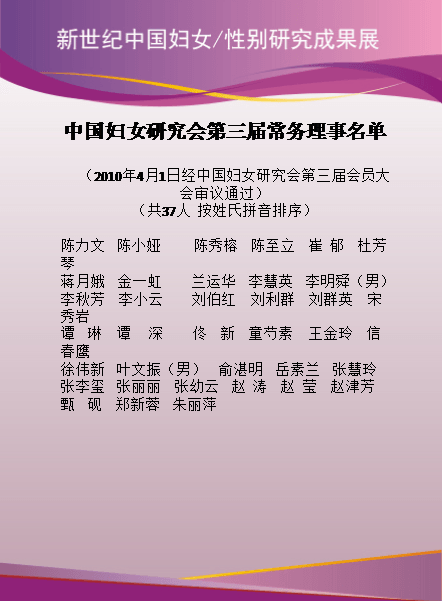 新世纪中国妇女/性别研究成果展
中国妇女研究会第三届常务理事名单
（2010年4月1日经中国妇女研究会第三届会员大
会审议通过）
（共37人 按姓氏拼音排序）
陈力文 陈小娅 陈秀榕 陈至立 崔 郁 杜芳
琴
蒋月娥 金一虹 兰运华 李慧英 李明舜（男）
李秋芳 李小云 刘伯红 刘利群 刘群英 宋
秀岩
谭 琳 谭 深 佟 新 童芍素 王金玲 信
春鹰
徐伟新 叶文振（男） 俞湛明 岳素兰 张慧玲
张李玺 张丽丽 张幼云 赵 涛 赵 莹 赵津芳
甄 砚 郑新蓉 朱丽萍